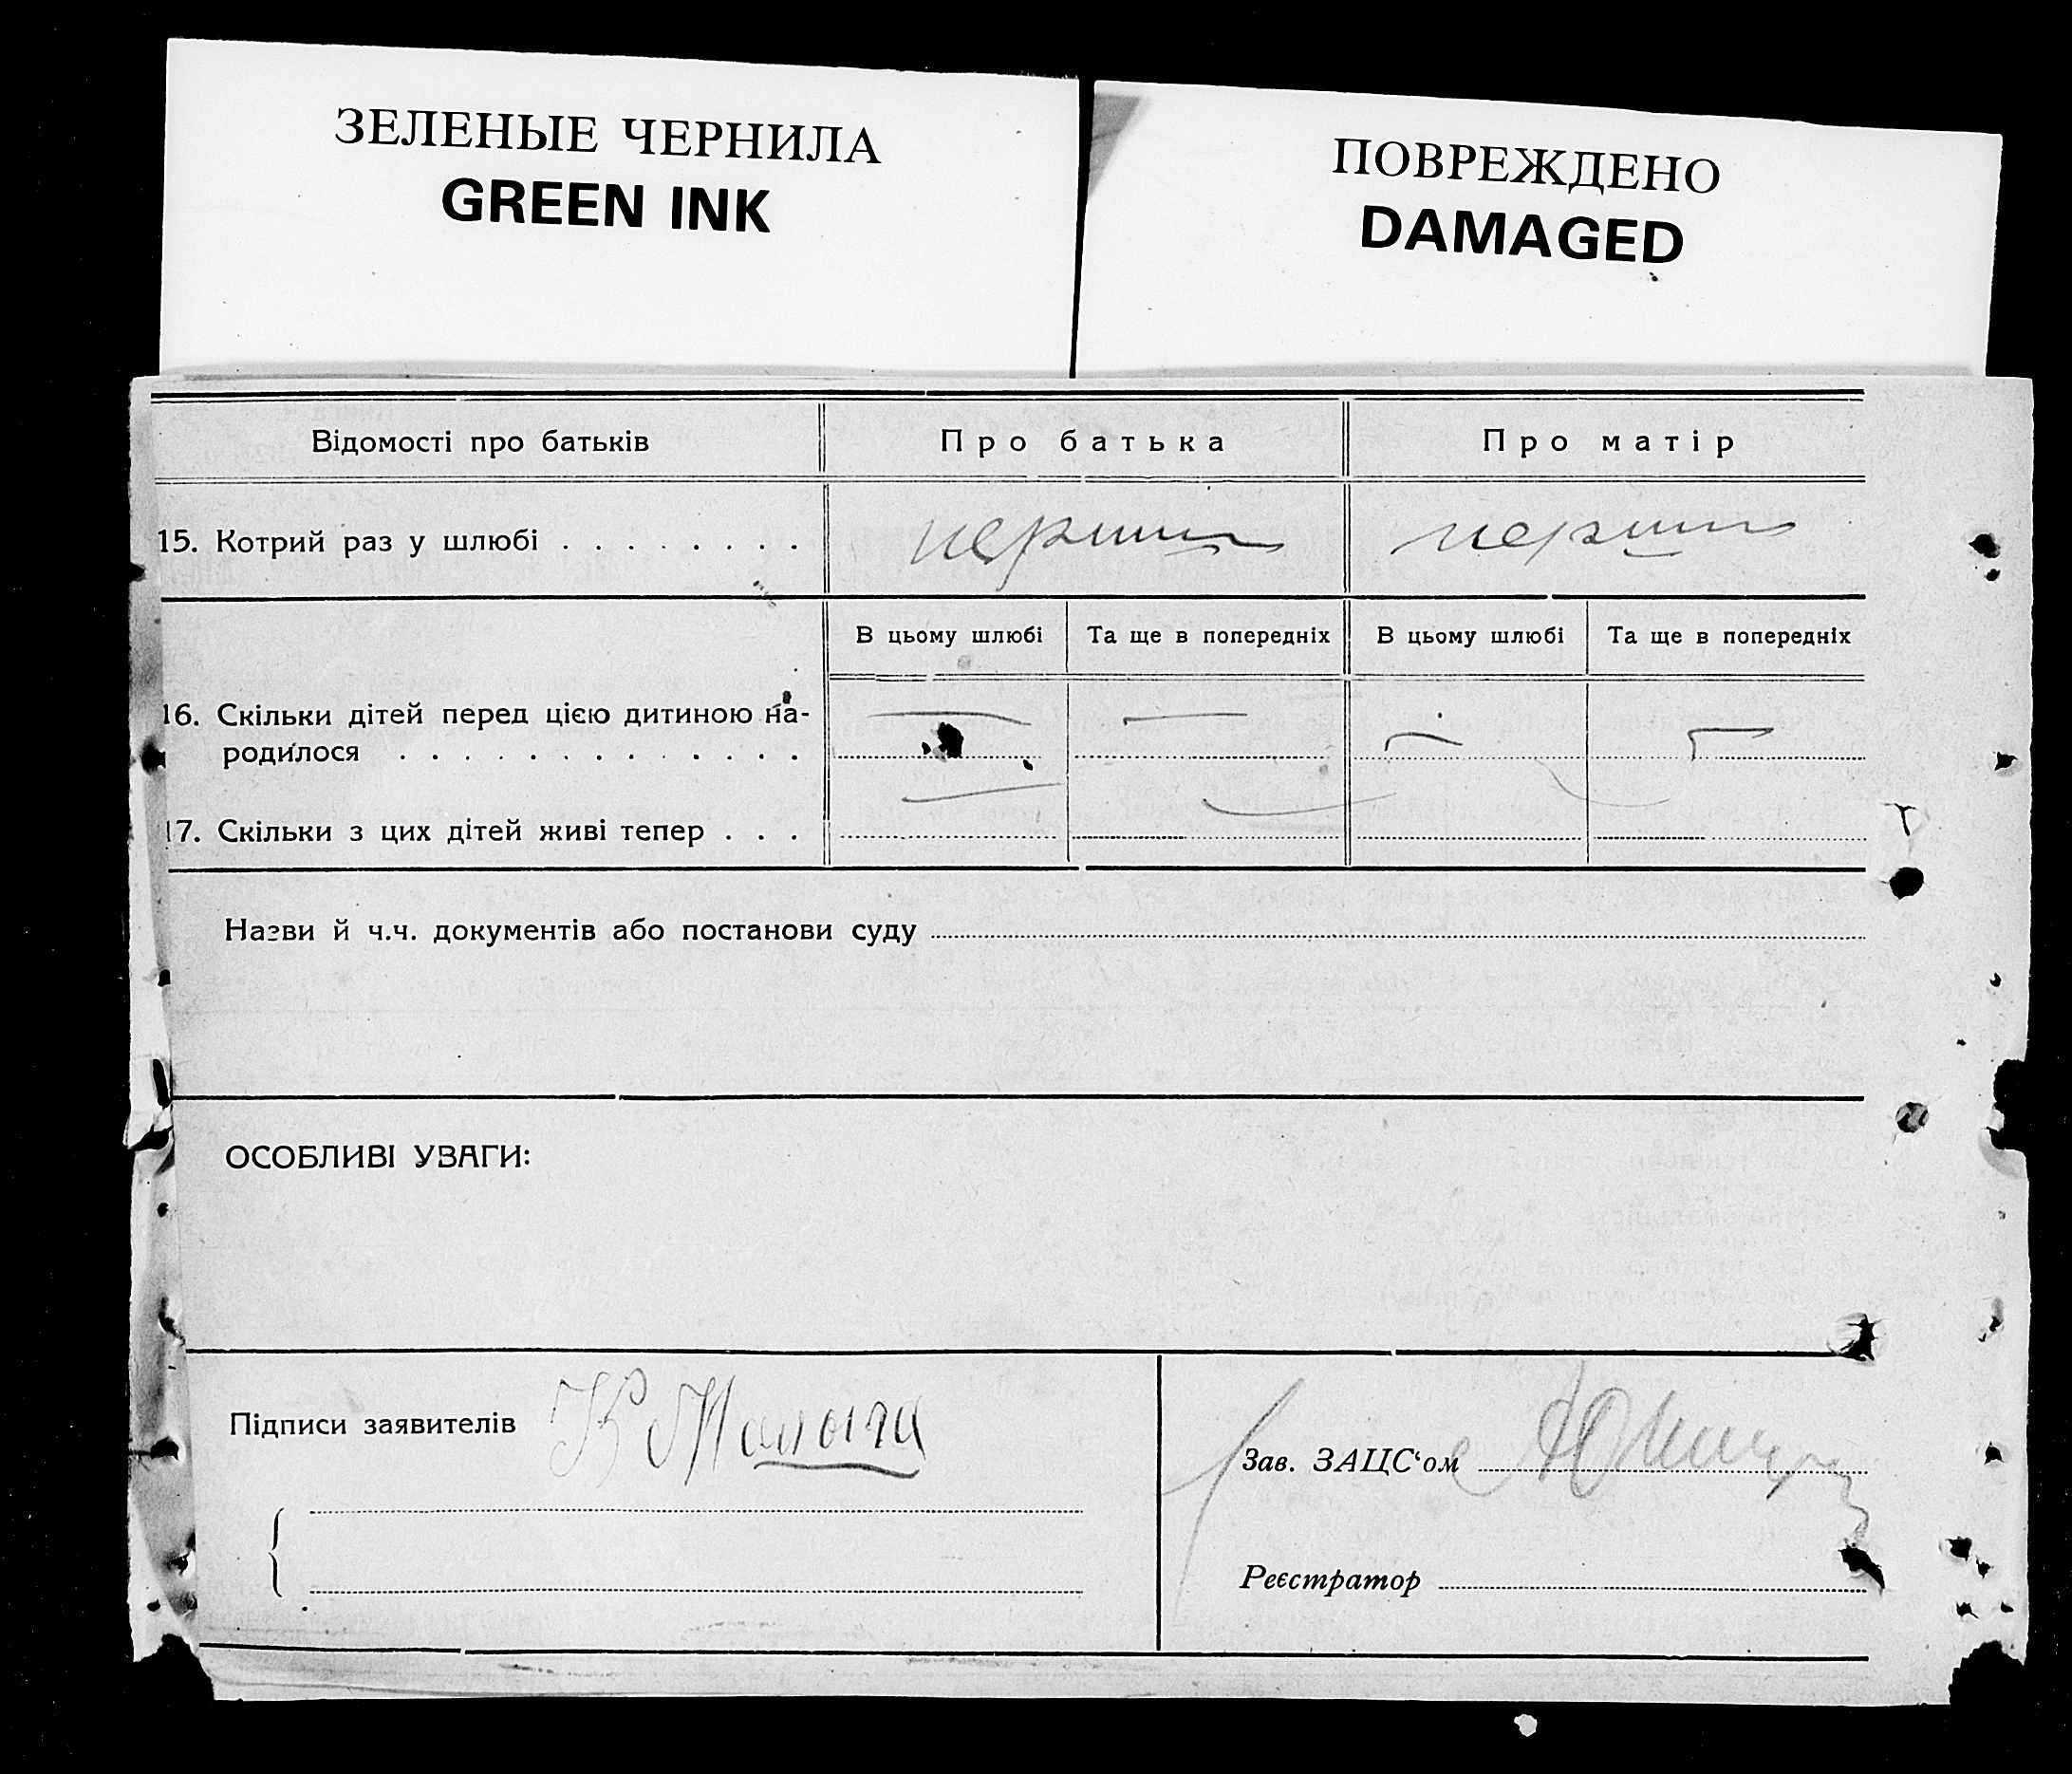 ЗЕЛЕНЫЕ ЧЕРНИЛА
GREEN INK
ПОВРЕЖДЕНО
DAMAGED
Відомості про батьків Про батька Про матір
15. Котрий раз у шлюбі . . . . . . . . перший перший
В цьому шлюбі Та ще в попередніх В цьому шлюбі Та ще в попередніх
16. Скільки дітей перед цією дитиною на-
родилося . . . . . . . . . . . . . — — — —
17. Скільки з цих дітей живі тепер . . . — — —
Назви й ч.ч. документів або постанови суду
ОСОБЛИВІ УВАГИ:
Підписи заявителів К
Зав. ЗАЦС‘ом
Реєстратор